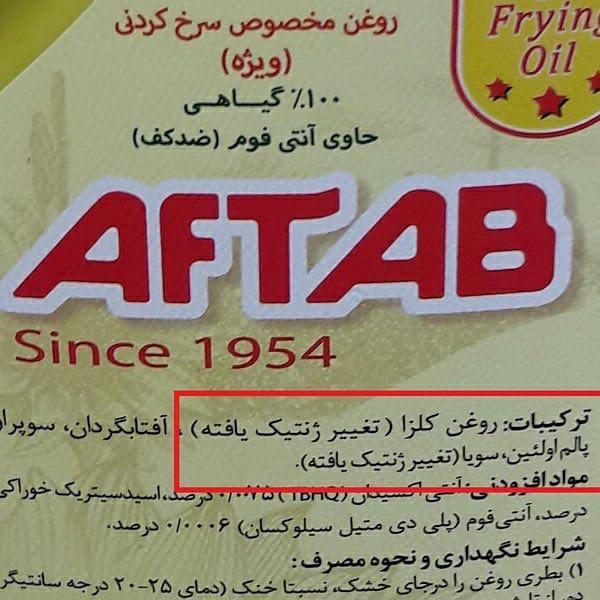 روغن مخصوص سرخ کردنی
(ویژه)
۱۰۰٪ گیاهی
حاوی آنتی فوم (ضدکف)
Frying
Oil
AFTAB
Since 1954
ترکیبات: روغن کلزا (تغییر ژنتیک یافته)، آفتابگردان، سوپر
پالم اولئین، سویا (تغییر ژنتیک یافته).
مواد افزودنی: آنتی اکسیدان (TBHQ) ۰/۰۰۷۵ درصد، اسیدسیتریک خوراکی
درصد، آنتی‌فوم (پلی دی متیل سیلوکسان) ۰/۰۰۰۶ درصد.
شرایط نگهداری و نحوه مصرف:
۱) بطری روغن را درجای خشک، نسبتا خنک (دمای ۲۵-۲۰ درجه سانتیگر